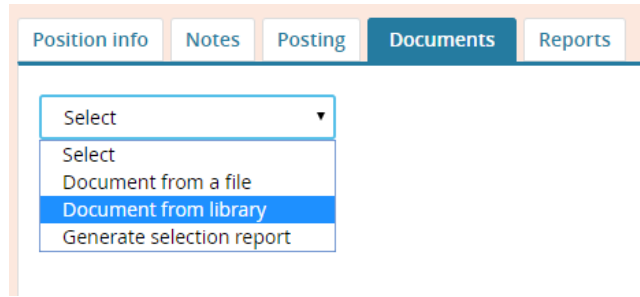 Position info Notes Posting Documents Reports
Select
Select
Document from a file
Document from library
Generate selection report